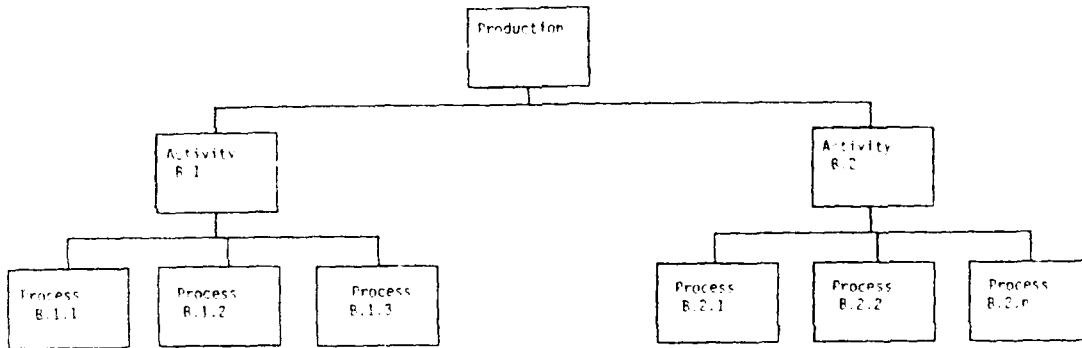 Production
Activity
B.1
Activity
B.2
Process
B.1.1
Process
B.1.2
Process
B.1.3
Process
B.2.1
Process
B.2.2
Process
B.2.n